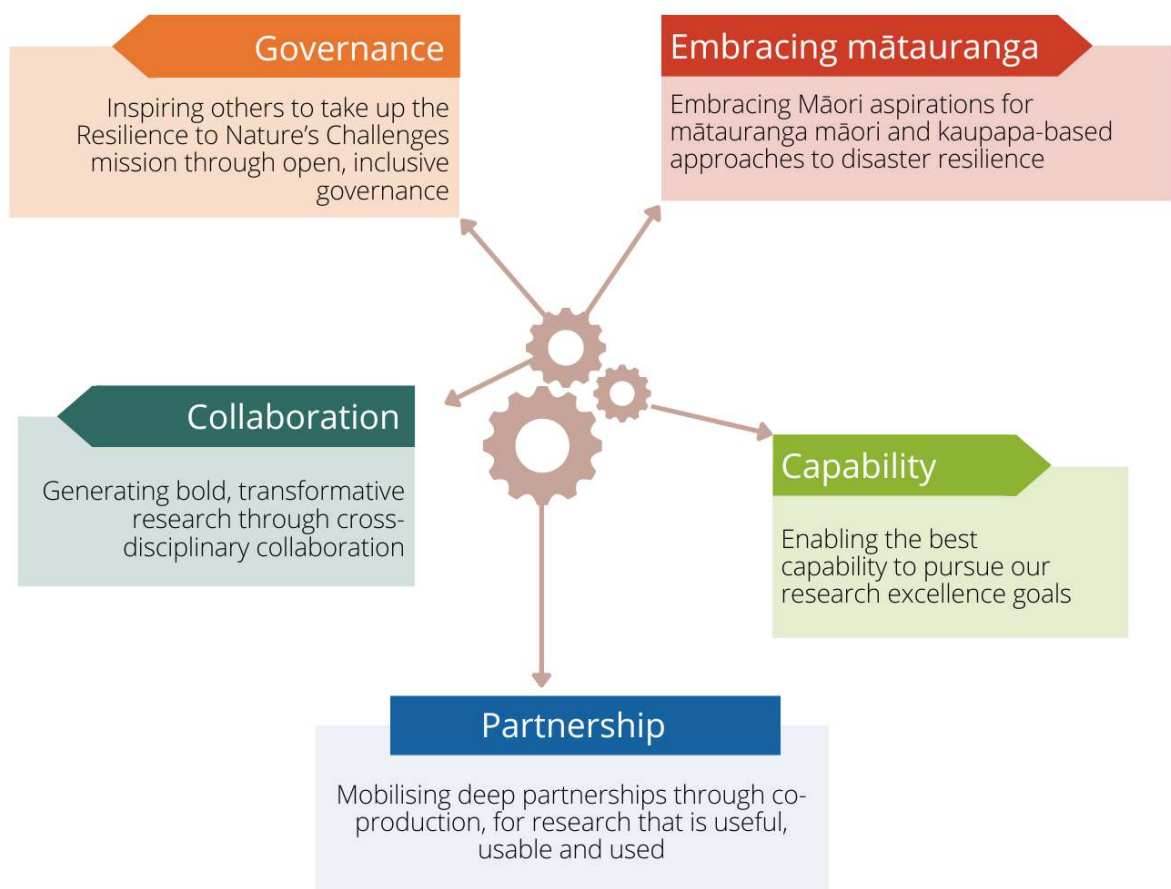 Governance
Inspiring others to take up the
Resilience to Nature’s Challenges
mission through open, inclusive
governance
Embracing mātauranga
Embracing Māori aspirations for
mātauranga māori and kaupapa-based
approaches to disaster resilience
Collaboration
Generating bold, transformative
research through cross-
disciplinary collaboration
Capability
Enabling the best
capability to pursue our
research excellence goals
Partnership
Mobilising deep partnerships through co-
production, for research that is useful,
usable and used